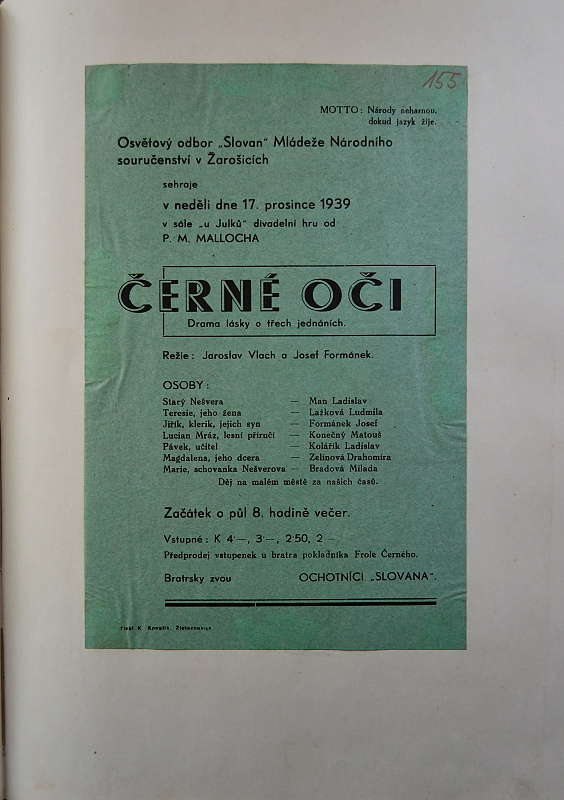 155
MOTTO: Národy nehasnou,
dokud jazyk žije.
Osvětový odbor „Slovan" Mládeže Národního
souručenství v Žarošicích
sehraje
v neděli dne 17. prosince 1939
v sále „u Julků" divadelní hru od
P. M. MALLOCHA
ČERNÉ OČI
Drama lásky o třech jednáních.
Režie: Jaroslav Vlach a Josef Formánek.
OSOBY:
Starý Nešvera — Man Ladislav
Teresie, jeho žena — Lažková Ludmila
Jiřík, klerik, jejich syn — Formánek Josef
Lucian Mráz, lesní příručí — Konečný Matouš
Pávek, učitel — Kolářík Ladislav
Magdalena, jeho dcera — Zelinová Drahomíra
Marie, schovanka Nešverova — Bradová Milada
Děj na malém městě za našich časů.
Začátek o půl 8. hodině večer.
Vstupné: K 4·—, 3·—, 2·50, 2·—.
Předprodej vstupenek u bratra pokladníka Frole Černého.
Bratrsky zvou OCHOTNÍCI „SLOVANA".
Tisk K. Kovařík, Židlochovice